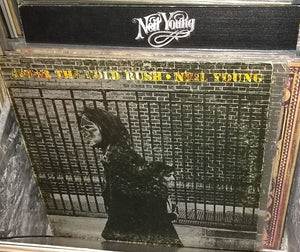 Neil Young
AFTER THE GOLD RUSH • NEIL YOUNG